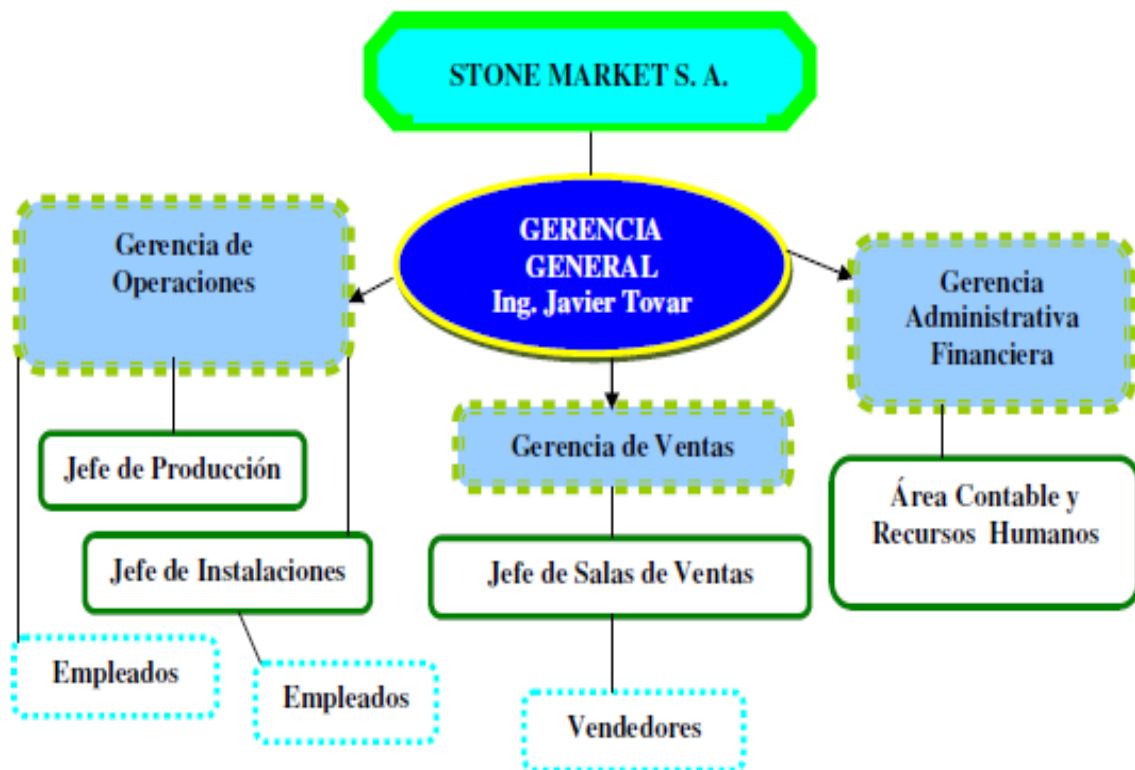 STONE MARKET S. A.
GERENCIA
GENERAL
Ing. Javier Tovar
Gerencia de
Operaciones
Gerencia
Administrativa
Financiera
Gerencia de Ventas
Jefe de Producción
Área Contable y
Recursos Humanos
Jefe de Instalaciones
Jefe de Salas de Ventas
Empleados
Empleados
Vendedores